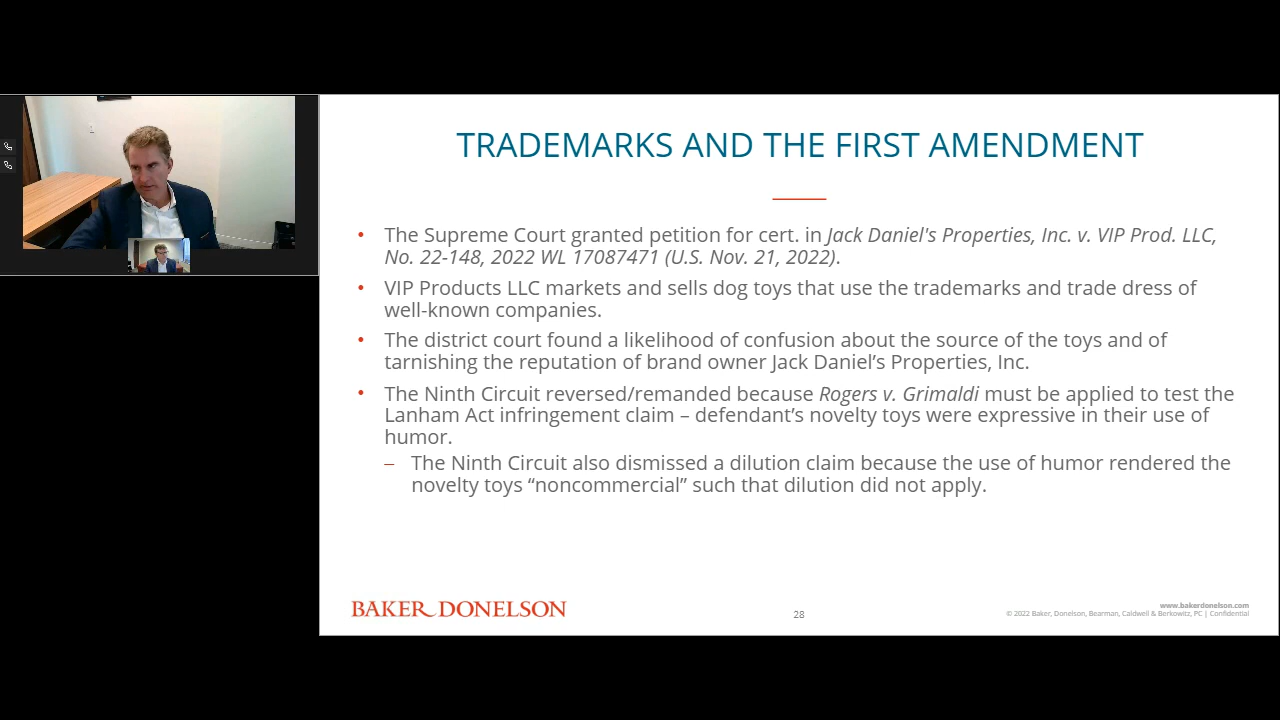 TRADEMARKS AND THE FIRST AMENDMENT
• The Supreme Court granted petition for cert. in Jack Daniel's Properties, Inc. v. VIP Prod. LLC,
No. 22-148, 2022 WL 17087471 (U.S. Nov. 21, 2022).
• VIP Products LLC markets and sells dog toys that use the trademarks and trade dress of
well-known companies.
• The district court found a likelihood of confusion about the source of the toys and of
tarnishing the reputation of brand owner Jack Daniel’s Properties, Inc.
• The Ninth Circuit reversed/remanded because Rogers v. Grimaldi must be applied to test the
Lanham Act infringement claim – defendant’s novelty toys were expressive in their use of
humor.
– The Ninth Circuit also dismissed a dilution claim because the use of humor rendered the
novelty toys “noncommercial” such that dilution did not apply.
BAKER DONELSON
28
www.bakerdonelson.com
© 2022 Baker, Donelson, Bearman, Caldwell & Berkowitz, PC | Confidential